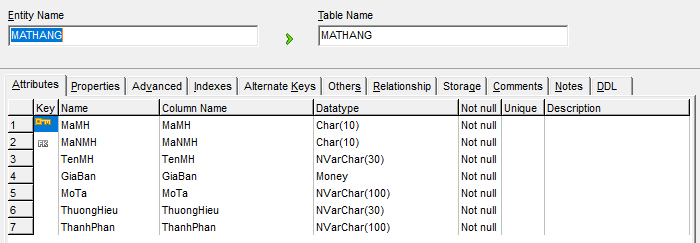 Entity Name Table Name
MATHANG MATHANG
Attributes Properties Advanced Indexes Alternate Keys Others Relationship Storage Comments Notes DDL
Key Name Column Name Datatype Not null Unique Description
1 MaMH MaMH Char(10) Not null
2 FK MaNMH MaNMH Char(10) Not null
3 TenMH TenMH NVarChar(30) Not null
4 GiaBan GiaBan Money Not null
5 MoTa MoTa NVarChar(100) Not null
6 ThuongHieu ThuongHieu NVarChar(30) Not null
7 ThanhPhan ThanhPhan NVarChar(100) Not null